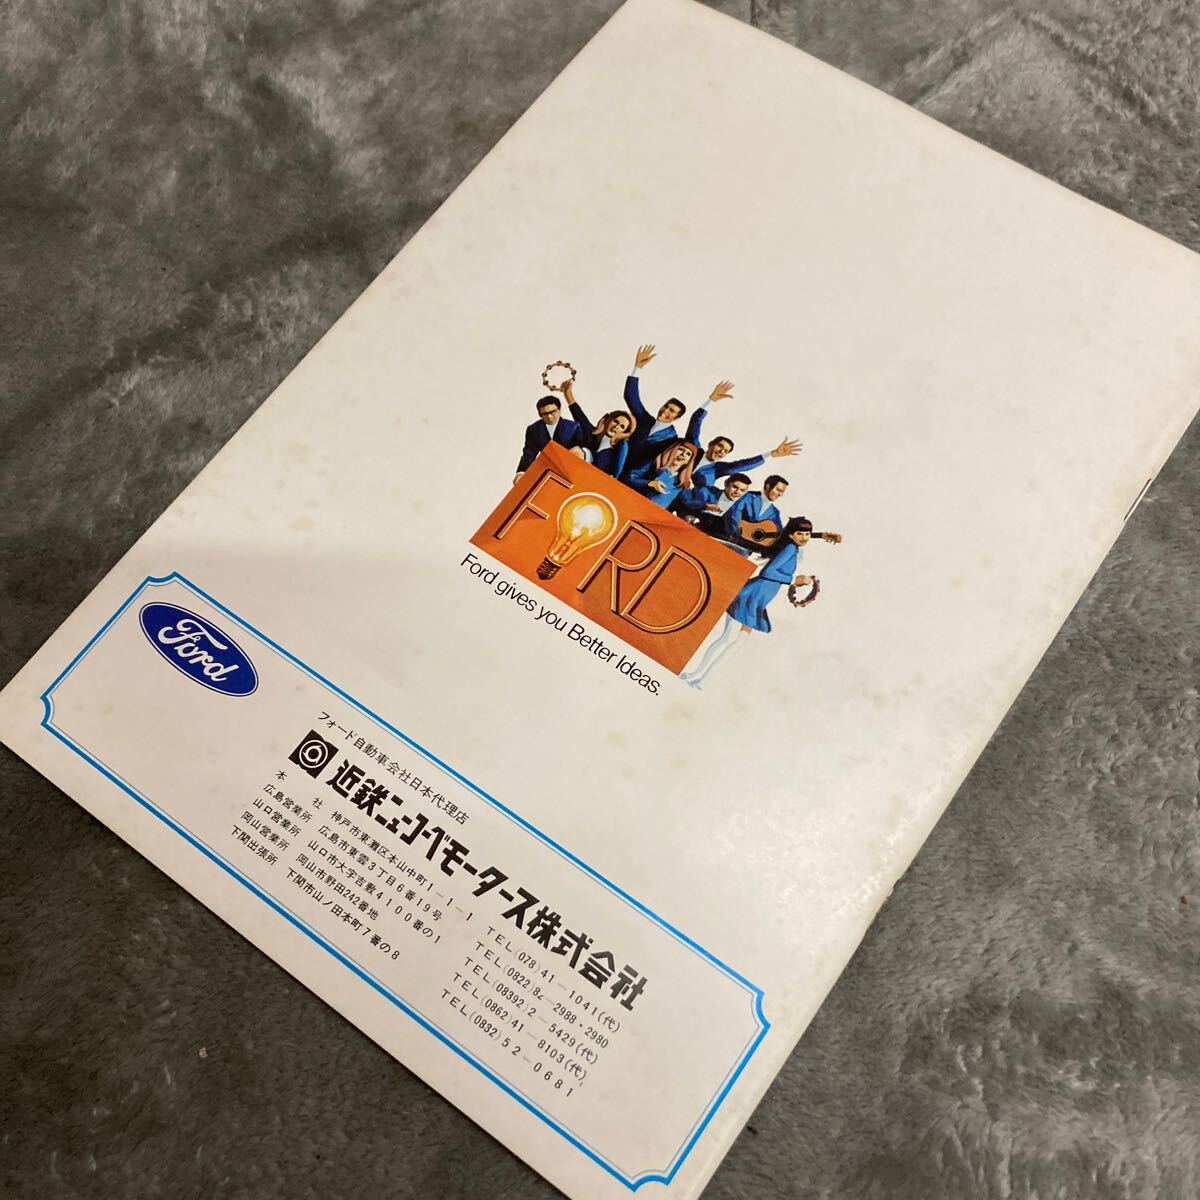 FORD
Ford gives you Better Ideas.
Ford
フォード自動車会社日本代理店
近鉄ニューコーベモータース株式会社
本社 神戸市東灘区本山中町1-1-1 TEL(078)41-1041(代)
広島営業所 広島市東雲3丁目6番19号 TEL(0822)82-2988・2980
山口営業所 山口市大字吉敷4100番の1 TEL(08392)2-5429(代)
岡山営業所 岡山市野田242番地 TEL(0862)41-8103(代)
下関出張所 下関市山ノ田本町7番の8 TEL(0832)52-0681